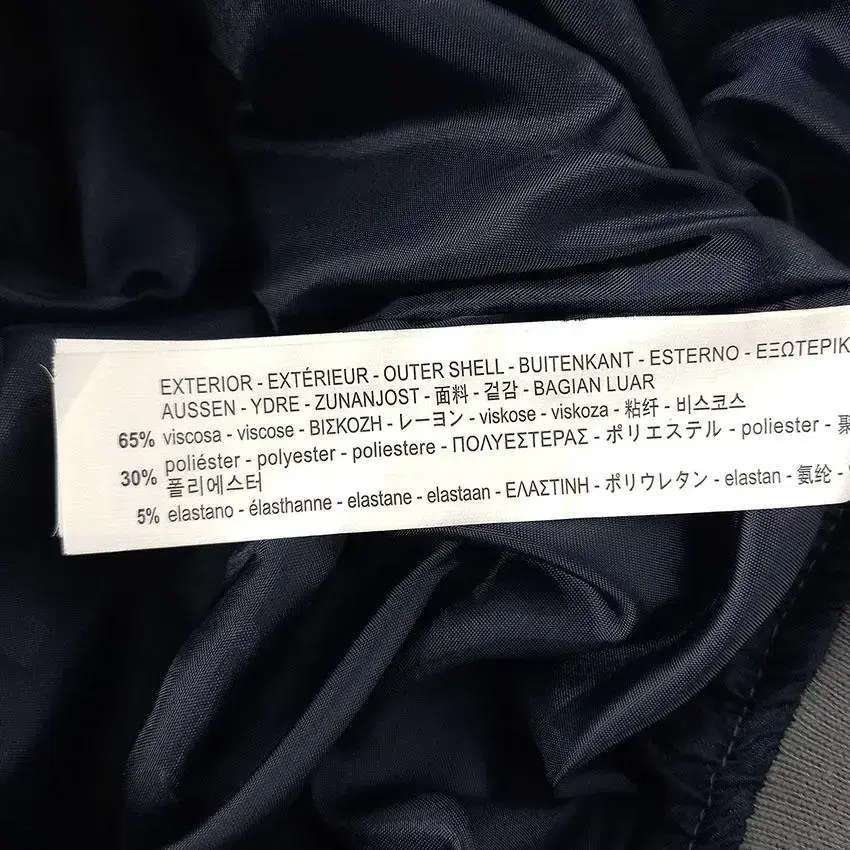 EXTERIOR - EXTÉRIEUR - OUTER SHELL - BUITENKANT - ESTERNO - ΕΞΩΤΕΡΙΚ
AUSSEN - YDRE - ZUNANJOST - 面料 - 겉감 - BAGIAN LUAR
65% viscosa - viscose - ΒΙΣΚΟΖΗ - レーヨン - viskose - viskoza - 粘纤 - 비스코스
30% poliéster - polyester - poliestere - ΠΟΛΥΕΣΤΕΡΑΣ - ポリエステル - poliester - 聚
폴리에스터
5% elastano - élasthanne - elastane - elastaan - ΕΛΑΣΤΙΝΗ - ポリウレタン - elastan - 氨纶 -